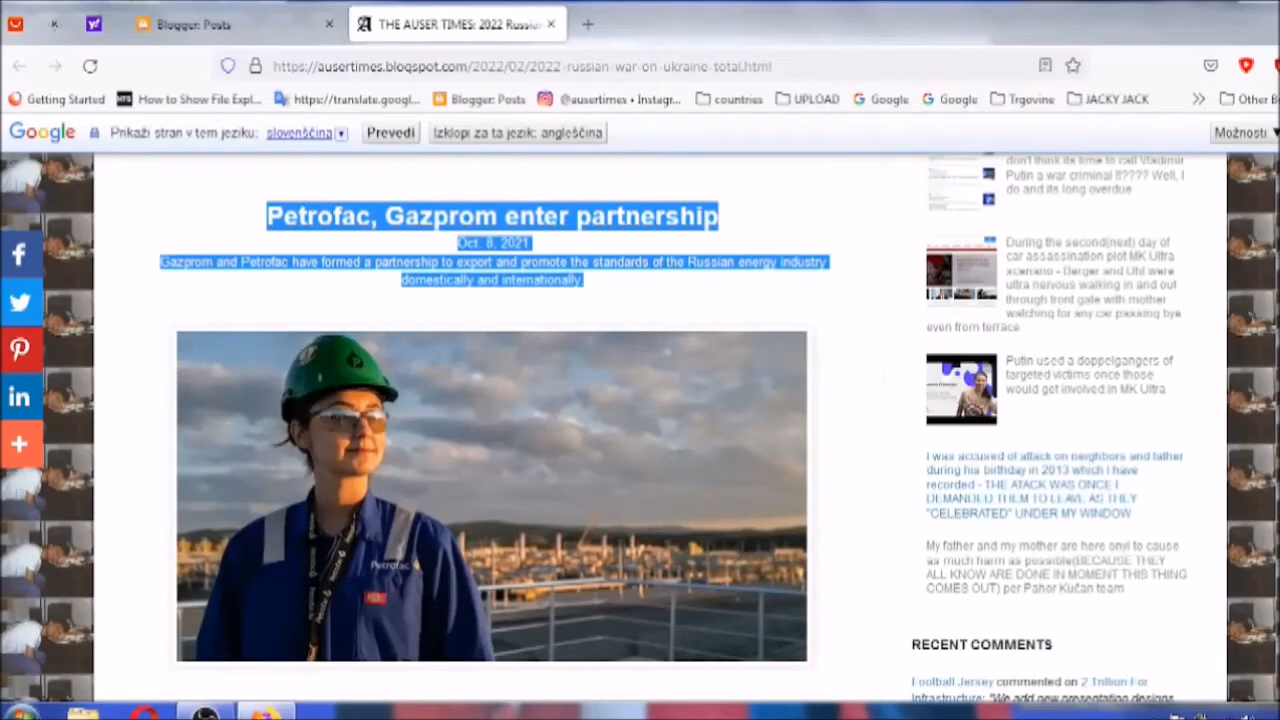 Blogger: Posts
THE AUSER TIMES: 2022 Russian
https://ausertimes.blogspot.com/2022/02/2022-russian-war-on-ukraine-total.html
Getting Started
How to Show File Expl...
https://translate.googl...
Blogger: Posts
@ausertimes • Instagr...
countries
UPLOAD
Google
Google
Trgovine
JACKY JACK
Other B
Google
Prikaži stran v tem jeziku:
slovenščina
Prevedi
Izklopi za ta jezik: angleščina
Možnosti
Petrofac, Gazprom enter partnership
Oct. 8, 2021
Gazprom and Petrofac have formed a partnership to export and promote the standards of the Russian energy industry
domestically and internationally.
Petrofac
don't think its time to call Vladimir
Putin a war criminal !!???? Well, I
do and its long overdue
During the second(next) day of
car assassination plot MK Ultra
scenario - Berger and Uhl were
ultra nervous walking in and out
through front gate with mother
watching for any car passing bye
even from terrace
Putin used a doppelgangers of
targeted victims once those
would get involved in MK Ultra
I was accused of attack on neighbors and father
during his birthday in 2013 which I have
recorded - THE ATACK WAS ONCE I
DEMANDED THEM TO LEAVE AS THEY
"CELEBRATED" UNDER MY WINDOW
My father and my mother are here onyl to cause
as much harm as possible(BECAUSE THEY
ALL KNOW ARE DONE IN MOMENT THIS THING
COMES OUT) per Pahor Kučan team
RECENT COMMENTS
Football Jersey commented on 2 Trillion For
Infrastructure: "We add new presentation designs